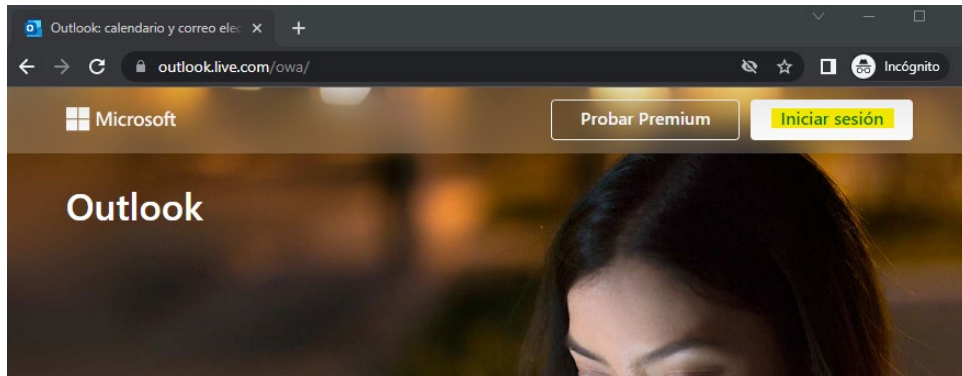 Outlook: calendario y correo elec
outlook.live.com/owa/
Incógnito
Microsoft
Probar Premium
Iniciar sesión
Outlook